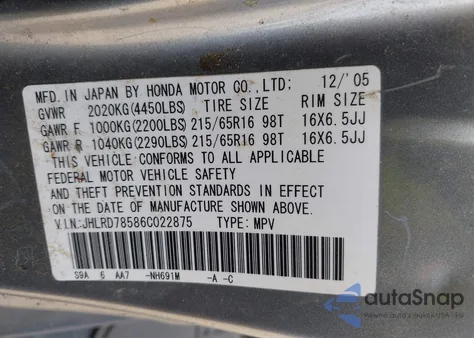 MFD. IN JAPAN BY HONDA MOTOR CO.,LTD; 12/'05
GVWR 2020KG(4450LBS) TIRE SIZE RIM SIZE
GAWR F 1000KG(2200LBS) 215/65R16 98T 16X6.5JJ
GAWR R 1040KG(2290LBS) 215/65R16 98T 16X6.5JJ
THIS VEHICLE CONFORMS TO ALL APPLICABLE
FEDERAL MOTOR VEHICLE SAFETY
AND THEFT PREVENTION STANDARDS IN EFFECT
ON THE DATE OF MANUFACTURE SHOWN ABOVE.
V.I.N:JHLRD78586C022875 TYPE: MPV
S9A 6 AA7 -NH691M -A -C
autoSnap